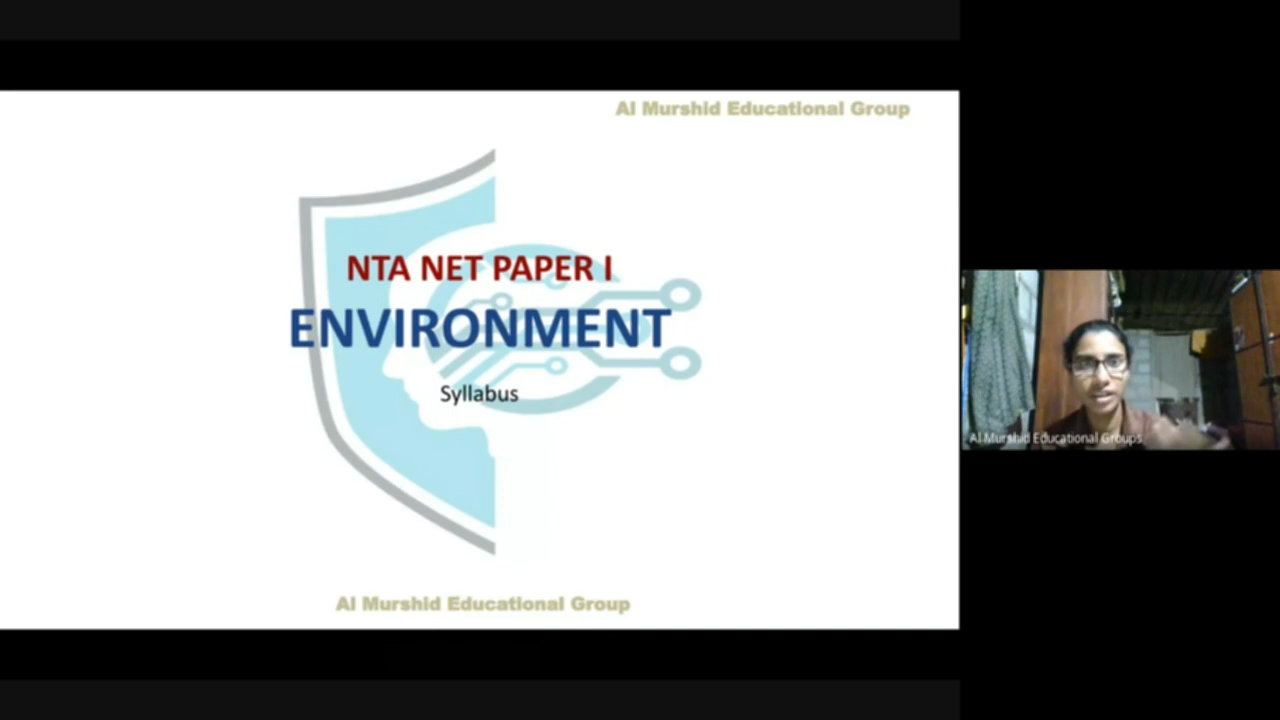 Al Murshid Educational Group
NTA NET PAPER I
ENVIRONMENT
Syllabus
Al Murshid Educational Group
Al Murshid Educational Groups